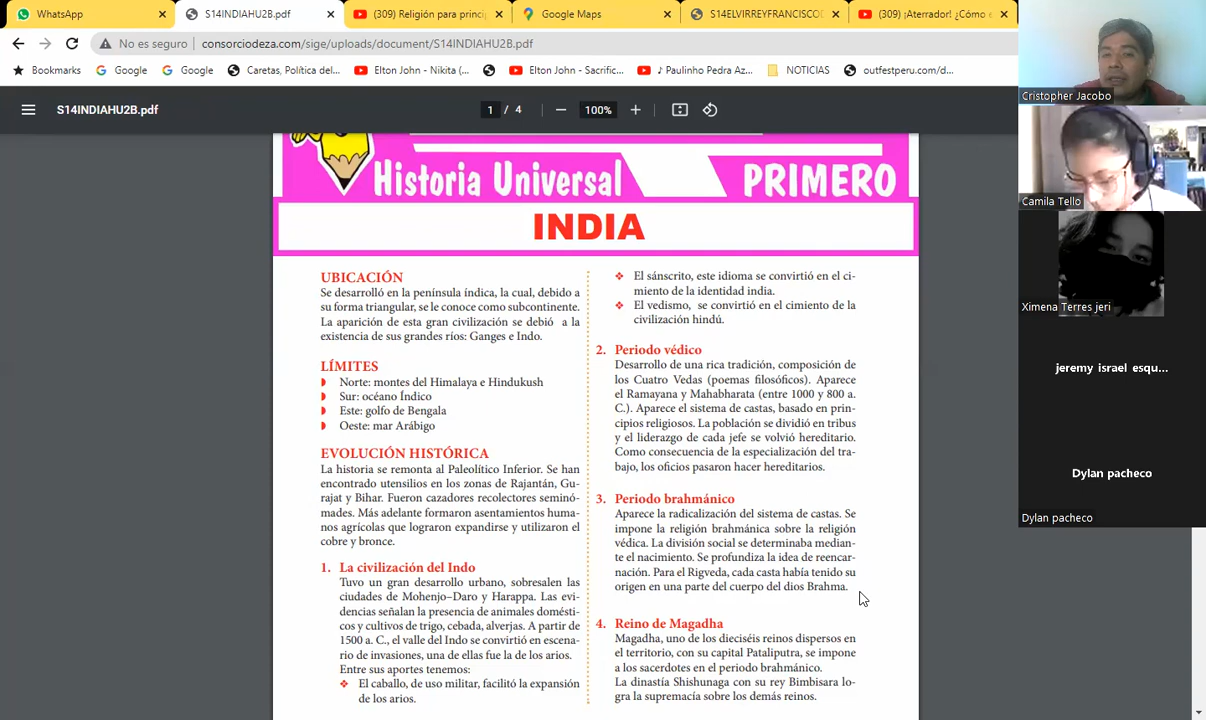 WhatsApp
S14INDIAHU2B.pdf
(309) Religión para princip
Google Maps
S14ELVIRREYFRANCISCO
(309) ¡Aterrador! ¿Cómo
No es seguro
consorciodeza.com/sige/uploads/document/S14INDIAHU2B.pdf
Bookmarks
Google
Google
Caretas, Política del...
Elton John - Nikita (...
Elton John - Sacrific...
♪ Paulinho Pedra Az...
NOTICIAS
outfestperu.com/d...
S14INDIAHU2B.pdf
1 / 4
100%
Historia Universal
PRIMERO
INDIA
UBICACIÓN
Se desarrolló en la península índica, la cual, debido a
su forma triangular, se le conoce como subcontinente.
La aparición de esta gran civilización se debió a la
existencia de sus grandes ríos: Ganges e Indo.
LÍMITES
Norte: montes del Himalaya e Hindukush
Sur: océano Índico
Este: golfo de Bengala
Oeste: mar Arábigo
EVOLUCIÓN HISTÓRICA
La historia se remonta al Paleolítico Inferior. Se han
encontrado utensilios en los zonas de Rajantán, Gu-
rajat y Bihar. Fueron cazadores recolectores seminó-
mades. Más adelante formaron asentamientos huma-
nos agrícolas que lograron expandirse y utilizaron el
cobre y bronce.
1. La civilización del Indo
Tuvo un gran desarrollo urbano, sobresalen las
ciudades de Mohenjo–Daro y Harappa. Las evi-
dencias señalan la presencia de animales domésti-
cos y cultivos de trigo, cebada, alverjas. A partir de
1500 a. C., el valle del Indo se convirtió en escena-
rio de invasiones, una de ellas fue la de los arios.
Entre sus aportes tenemos:
❖ El caballo, de uso militar, facilitó la expansión
de los arios.
❖ El sánscrito, este idioma se convirtió en el ci-
miento de la identidad india.
❖ El vedismo, se convirtió en el cimiento de la
civilización hindú.
2. Periodo védico
Desarrollo de una rica tradición, composición de
los Cuatro Vedas (poemas filosóficos). Aparece
el Ramayana y Mahabharata (entre 1000 y 800 a.
C.). Aparece el sistema de castas, basado en prin-
cipios religiosos. La población se dividió en tribus
y el liderazgo de cada jefe se volvió hereditario.
Como consecuencia de la especialización del tra-
bajo, los oficios pasaron hacer hereditarios.
3. Periodo brahmánico
Aparece la radicalización del sistema de castas. Se
impone la religión brahmánica sobre la religión
védica. La división social se determinaba median-
te el nacimiento. Se profundiza la idea de reencar-
nación. Para el Rigveda, cada casta había tenido su
origen en una parte del cuerpo del dios Brahma.
4. Reino de Magadha
Magadha, uno de los dieciséis reinos dispersos en
el territorio, con su capital Pataliputra, se impone
a los sacerdotes en el periodo brahmánico.
La dinastía Shishunaga con su rey Bimbisara lo-
gra la supremacía sobre los demás reinos.
Cristopher Jacobo
Camila Tello
Ximena Terres jeri
jeremy israel esqu...
Dylan pacheco
Dylan pacheco